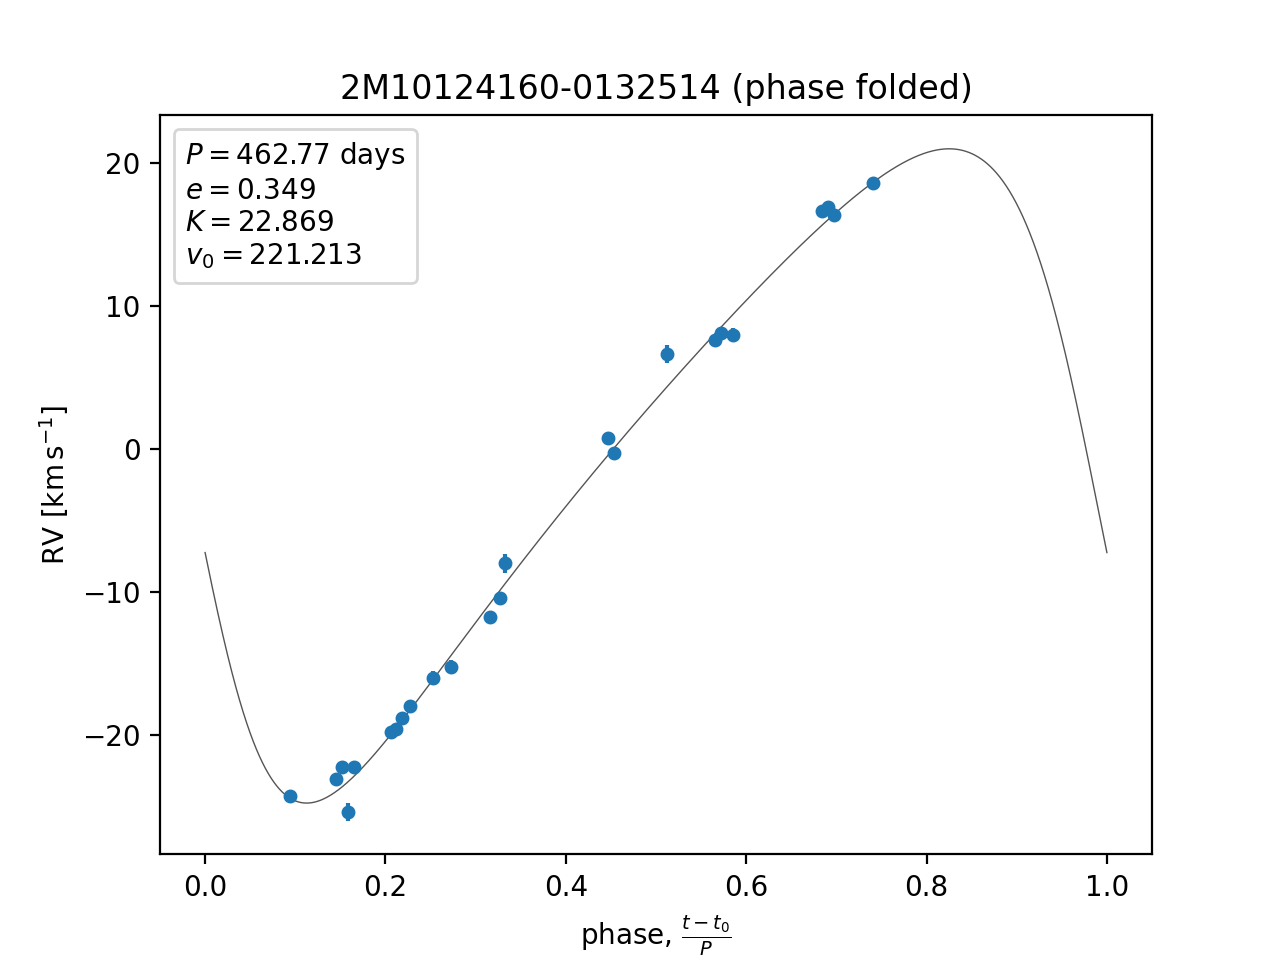 2M10124160-0132514 (phase folded)
P = 462.77 days
e = 0.349
K = 22.869
v₀ = 221.213
20
10
0
−10
−20
RV [km s⁻¹]
0.0 0.2 0.4 0.6 0.8 1.0
phase, (t − t₀)/P